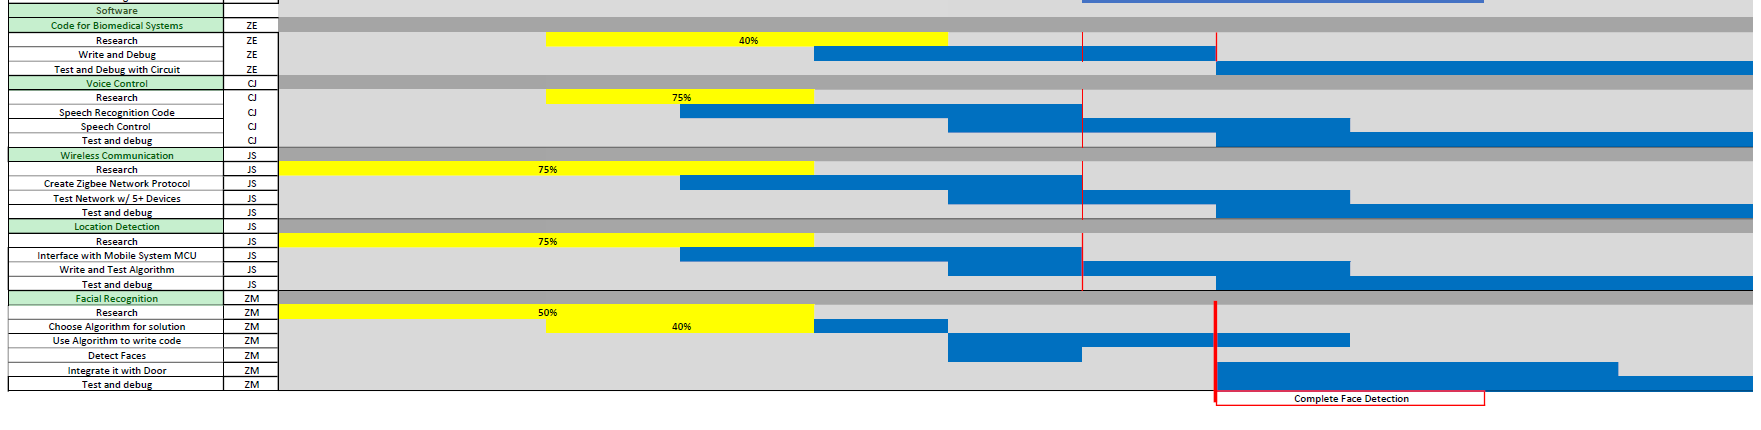 Software
Code for Biomedical Systems ZE
Research ZE 40%
Write and Debug ZE
Test and Debug with Circuit ZE
Voice Control CJ
Research CJ 75%
Speech Recognition Code CJ
Speech Control CJ
Test and debug CJ
Wireless Communication JS
Research JS 75%
Create Zigbee Network Protocol JS
Test Network w/ 5+ Devices JS
Test and debug JS
Location Detection JS
Research JS 75%
Interface with Mobile System MCU JS
Write and Test Algorithm JS
Test and debug JS
Facial Recognition ZM
Research ZM 50%
Choose Algorithm for solution ZM 40%
Use Algorithm to write code ZM
Detect Faces ZM
Integrate it with Door ZM
Test and debug ZM
Complete Face Detection